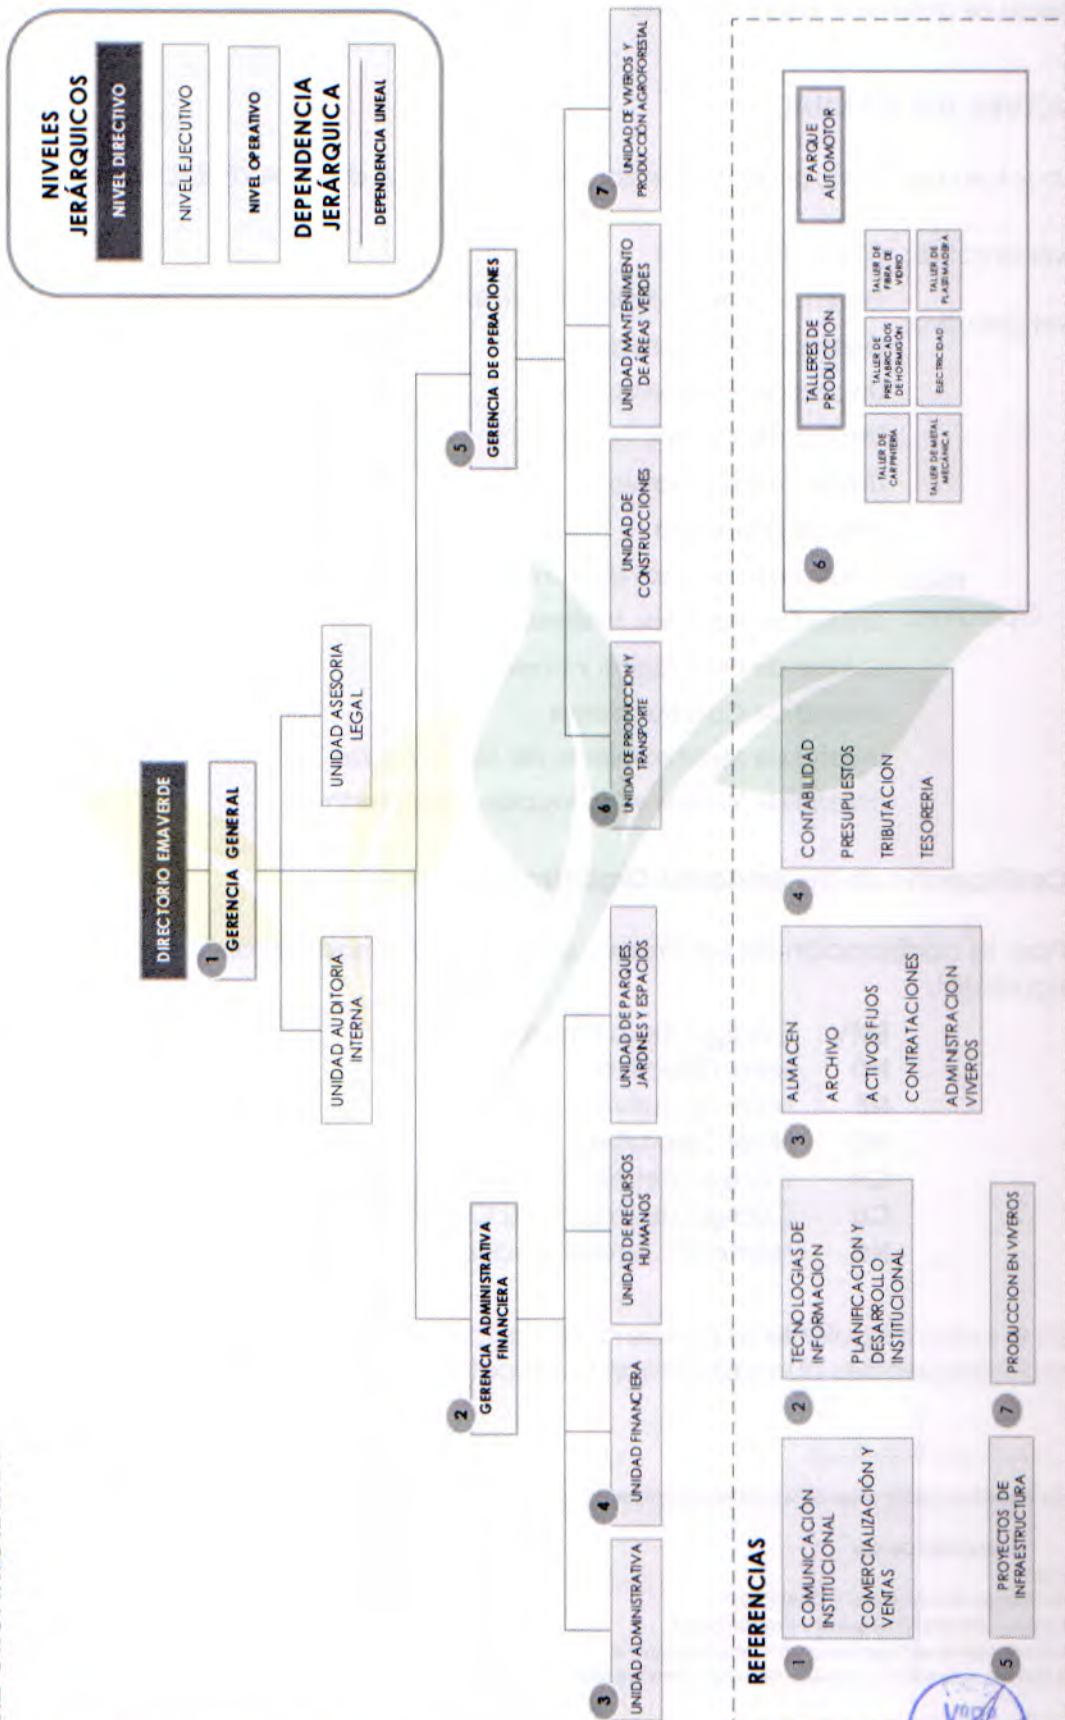 NIVELES
JERÁRQUICOS
NIVEL DIRECTIVO
NIVEL EJECUTIVO
NIVEL OPERATIVO
DEPENDENCIA
JERÁRQUICA
DEPENDENCIA LINEAL
DIRECTORIO EMAVERDE
1
GERENCIA GENERAL
UNIDAD AUDITORIA
INTERNA
UNIDAD ASESORIA
LEGAL
2
GERENCIA ADMINISTRATIVA
FINANCIERA
5
GERENCIA DE OPERACIONES
3
UNIDAD ADMINISTRATIVA
4
UNIDAD FINANCIERA
UNIDAD DE RECURSOS
HUMANOS
UNIDAD DE PARQUES,
JARDINES Y ESPACIOS
6
UNIDAD DE PRODUCCION Y
TRANSPORTE
UNIDAD DE
CONSTRUCCIONES
UNIDAD MANTENIMIENTO
DE ÁREAS VERDES
7
UNIDAD DE VIVEROS Y
PRODUCCIÓN AGROFORESTAL
REFERENCIAS
1
COMUNICACIÓN
INSTITUCIONAL
COMERCIALIZACIÓN Y
VENTAS
2
TECNOLOGIAS DE
INFORMACION
PLANIFICACION Y
DESARROLLO
INSTITUCIONAL
3
ALMACEN
ARCHIVO
ACTIVOS FIJOS
CONTRATACIONES
ADMINISTRACION
VIVEROS
4
CONTABILIDAD
PRESUPUESTOS
TRIBUTACION
TESORERIA
6
TALLERES DE
PRODUCCION
PARQUE
AUTOMOTOR
TALLER DE
CARPINTERÍA
TALLER DE
PREFABRICADOS
DE HORMIGÓN
TALLER DE
FIBRA DE
VIDRIO
TALLER DE METAL
MECÁNICA
ELECTRICIDAD
TALLER DE
PLASTIMADERA
5
PROYECTOS DE
INFRAESTRUCTURA
7
PRODUCCION EN VIVEROS